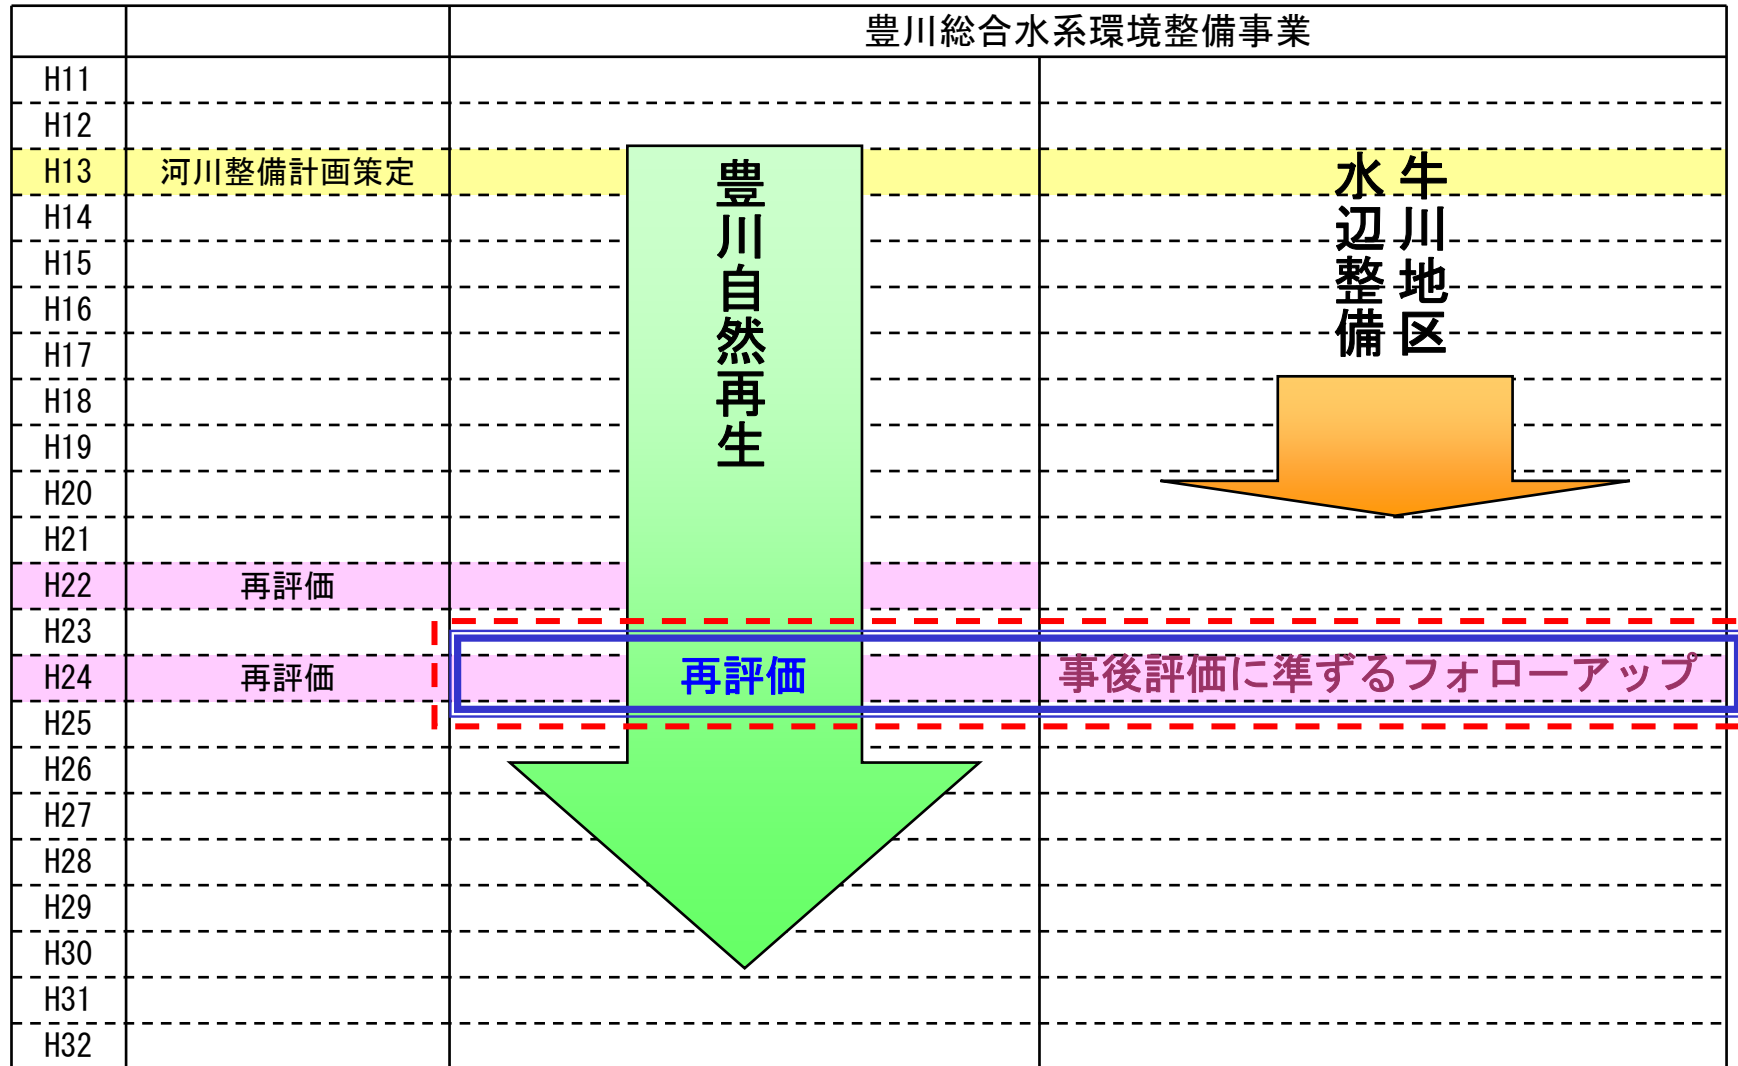 豊川総合水系環境整備事業
H11
H12
H13 河川整備計画策定
H14
H15
H16
H17
H18
H19
H20
H21
H22 再評価
H23
H24 再評価 再評価 事後評価に準ずるフォローアップ
H25
H26
H27
H28
H29
H30
H31
H32
豊川自然再生
牛川地区
水辺整備